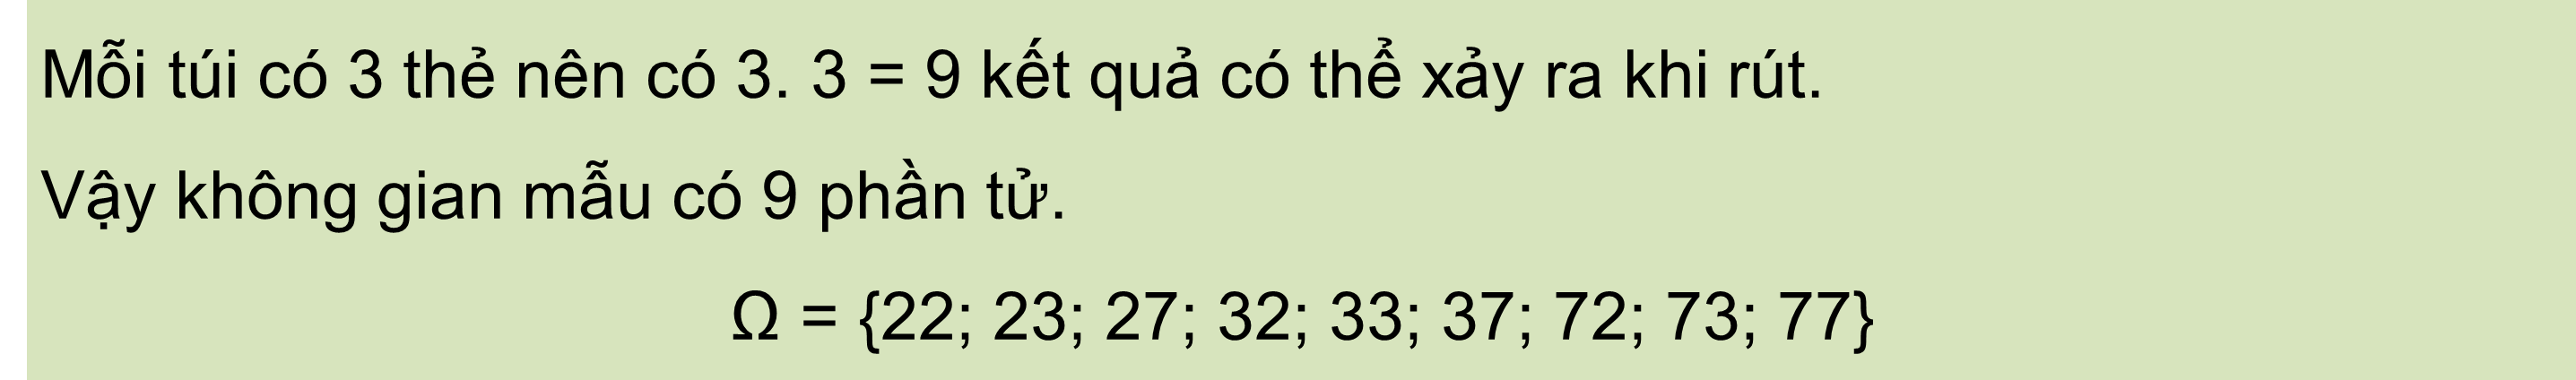 Mỗi túi có 3 thẻ nên có 3. 3 = 9 kết quả có thể xảy ra khi rút.
Vậy không gian mẫu có 9 phần tử.
Ω = {22; 23; 27; 32; 33; 37; 72; 73; 77}